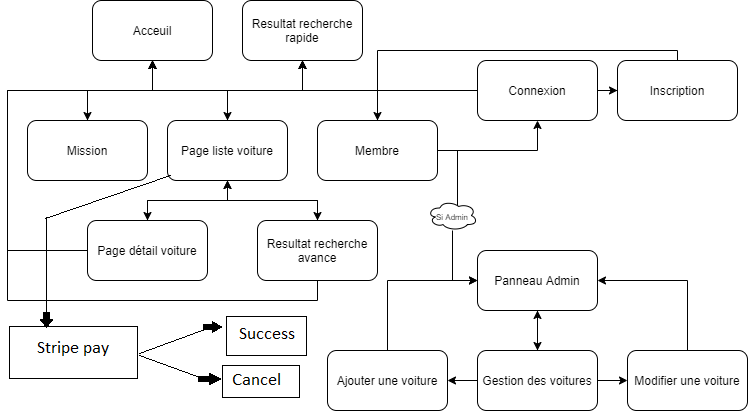 Acceuil
Resultat recherche
rapide
Connexion
Inscription
Mission
Page liste voiture
Membre
Si Admin
Page détail voiture
Resultat recherche
avance
Panneau Admin
Stripe pay
Success
Cancel
Ajouter une voiture
Gestion des voitures
Modifier une voiture